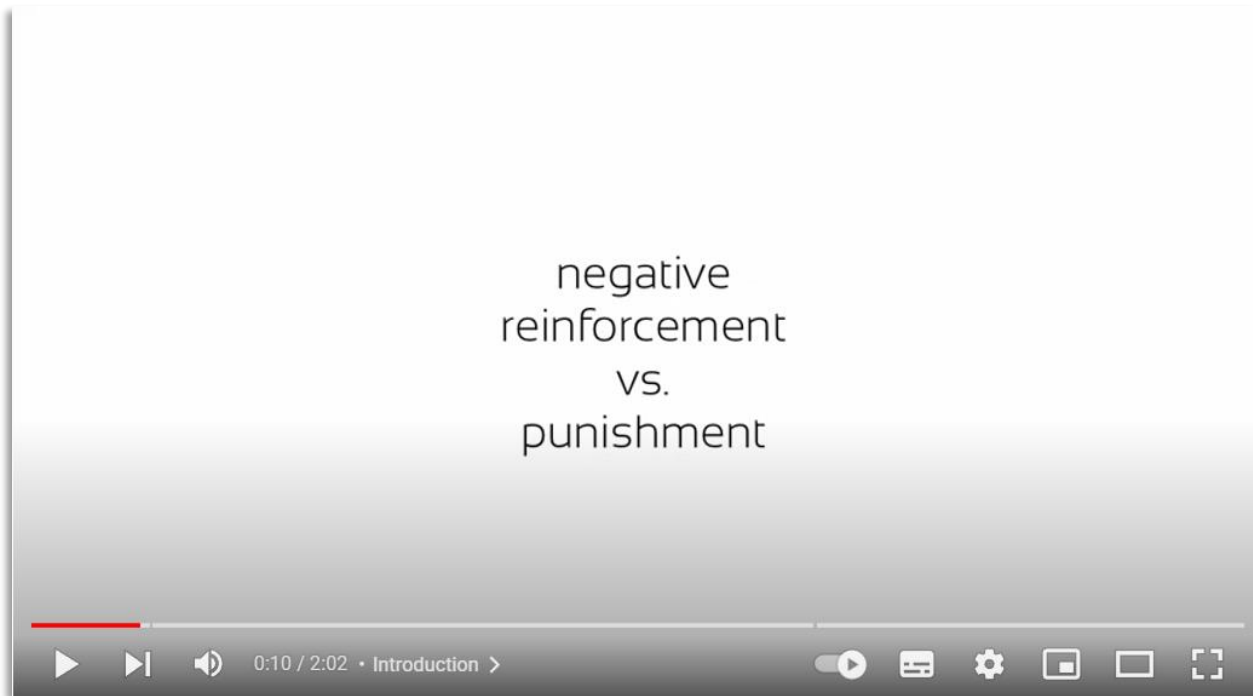 negative
reinforcement
vs.
punishment
0:10 / 2:02 • Introduction >